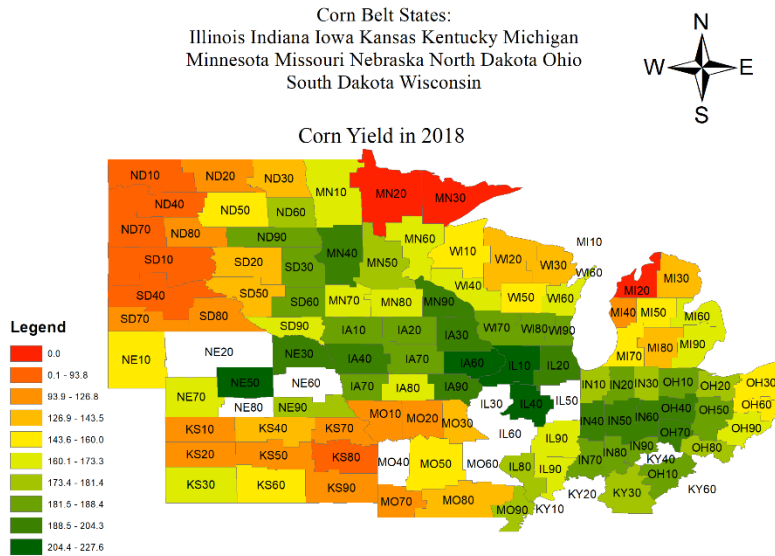 Corn Belt States:
Illinois Indiana Iowa Kansas Kentucky Michigan
Minnesota Missouri Nebraska North Dakota Ohio
South Dakota Wisconsin
N
W E
S
Corn Yield in 2018
ND10 ND20 ND30 MN10 MN20 MN30
ND40 ND50 ND60
ND70 ND80 ND90 MN40 MN50 MN60 WI10 WI20 WI30 MI10
SD10 SD20 SD30 WI60
SD40 SD50 SD60 MN70 MN80 MN90 WI40 WI50 WI60 MI20 MI30
SD70 SD80 SD90 IA10 IA20 IA30 WI70 WI80 WI90 MI40 MI50 MI60
NE10 NE20 NE30 IA40 IA70 IA60 IL10 IL20 MI70 MI80 MI90
NE70 NE50 NE60 IA70 IA80 IA90 IL30 IL40 IL50 IN10 IN20 IN30 OH10 OH20 OH30
NE80 NE90 MO10 MO20 MO30 IL60 IN40 IN50 IN60 OH40 OH50 OH60
KS10 KS40 KS70 IL90 OH70 OH90
KS20 KS50 KS80 MO40 MO50 MO60 IL80 IL90 IN70 IN80 IN90 KY40 OH80
KS30 KS60 KS90 MO70 MO80 MO90 KY10 KY20 KY30 OH10 KY60
Legend
0.0
0.1 - 93.8
93.9 - 126.8
126.9 - 143.5
143.6 - 160.0
160.1 - 173.3
173.4 - 181.4
181.5 - 188.4
188.5 - 204.3
204.4 - 227.6